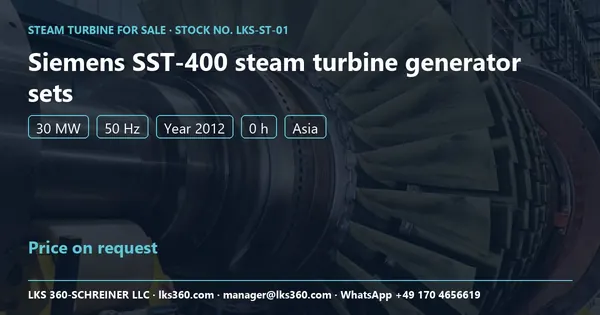 STEAM TURBINE FOR SALE · STOCK NO. LKS-ST-01
Siemens SST-400 steam turbine generator
sets
30 MW 50 Hz Year 2012 0 h Asia
Price on request
LKS 360-SCHREINER LLC · lks360.com · manager@lks360.com · WhatsApp +49 170 4656619